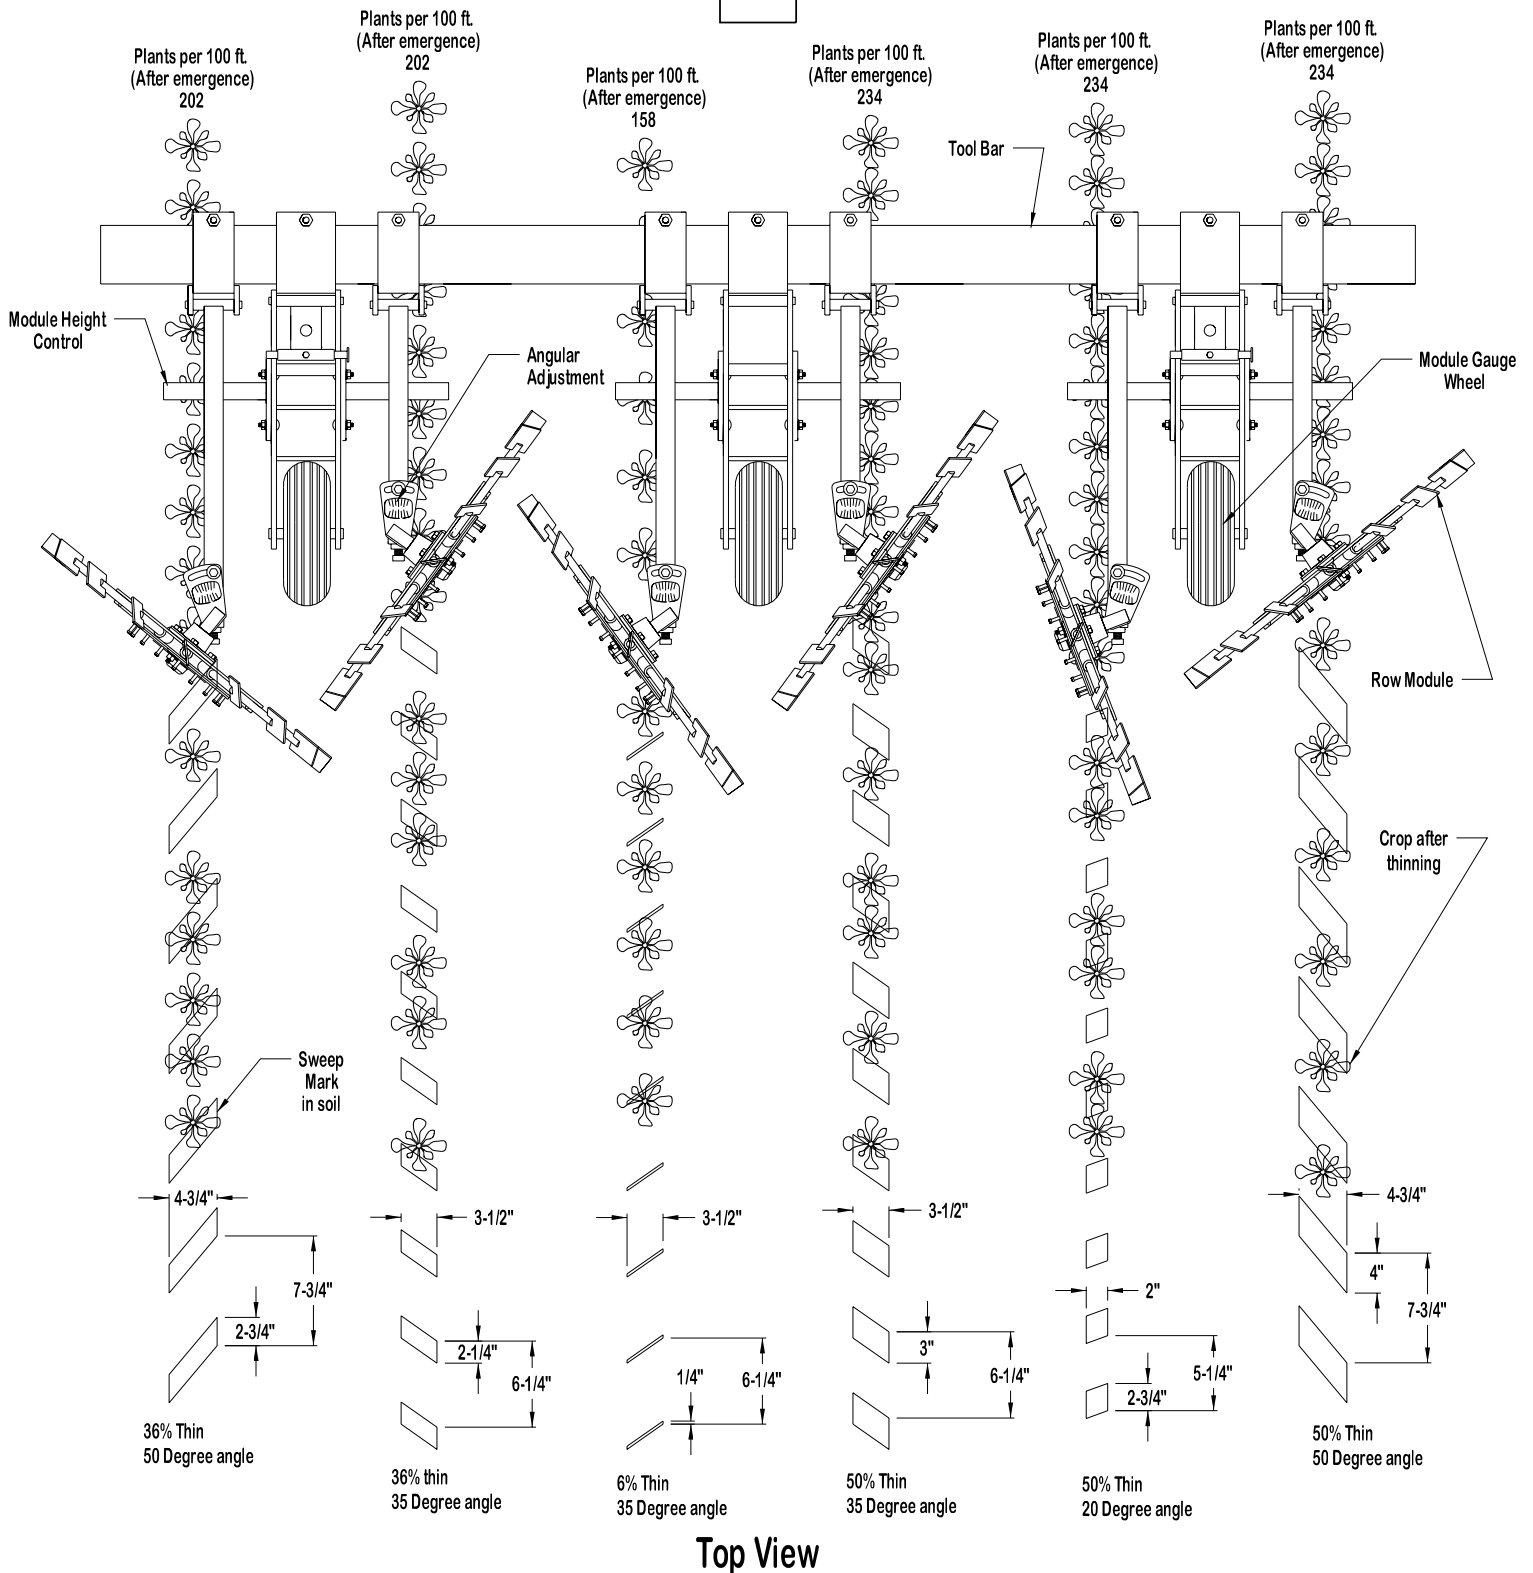 Plants per 100 ft.
(After emergence)
202
Plants per 100 ft.
(After emergence)
202
Plants per 100 ft.
(After emergence)
158
Plants per 100 ft.
(After emergence)
234
Plants per 100 ft.
(After emergence)
234
Plants per 100 ft.
(After emergence)
234
Tool Bar
Module Height
Control
Angular
Adjustment
Module Gauge
Wheel
Row Module
Crop after
thinning
Sweep
Mark
in soil
4-3/4"
7-3/4"
2-3/4"
36% Thin
50 Degree angle
3-1/2"
2-1/4"
6-1/4"
36% thin
35 Degree angle
3-1/2"
1/4"
6-1/4"
6% Thin
35 Degree angle
3-1/2"
3"
6-1/4"
50% Thin
35 Degree angle
2"
5-1/4"
2-3/4"
50% Thin
20 Degree angle
4-3/4"
4"
7-3/4"
50% Thin
50 Degree angle
Top View